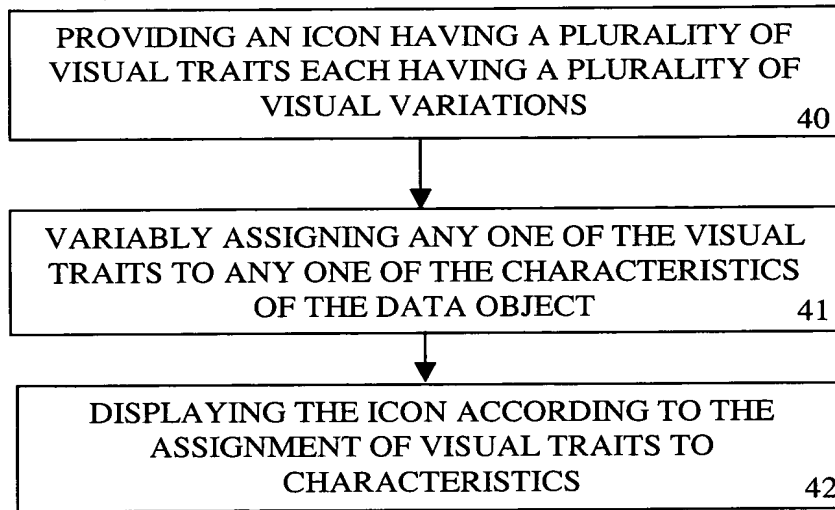 PROVIDING AN ICON HAVING A PLURALITY OF
VISUAL TRAITS EACH HAVING A PLURALITY OF
VISUAL VARIATIONS
40
VARIABLY ASSIGNING ANY ONE OF THE VISUAL
TRAITS TO ANY ONE OF THE CHARACTERISTICS
OF THE DATA OBJECT
41
DISPLAYING THE ICON ACCORDING TO THE
ASSIGNMENT OF VISUAL TRAITS TO
CHARACTERISTICS
42